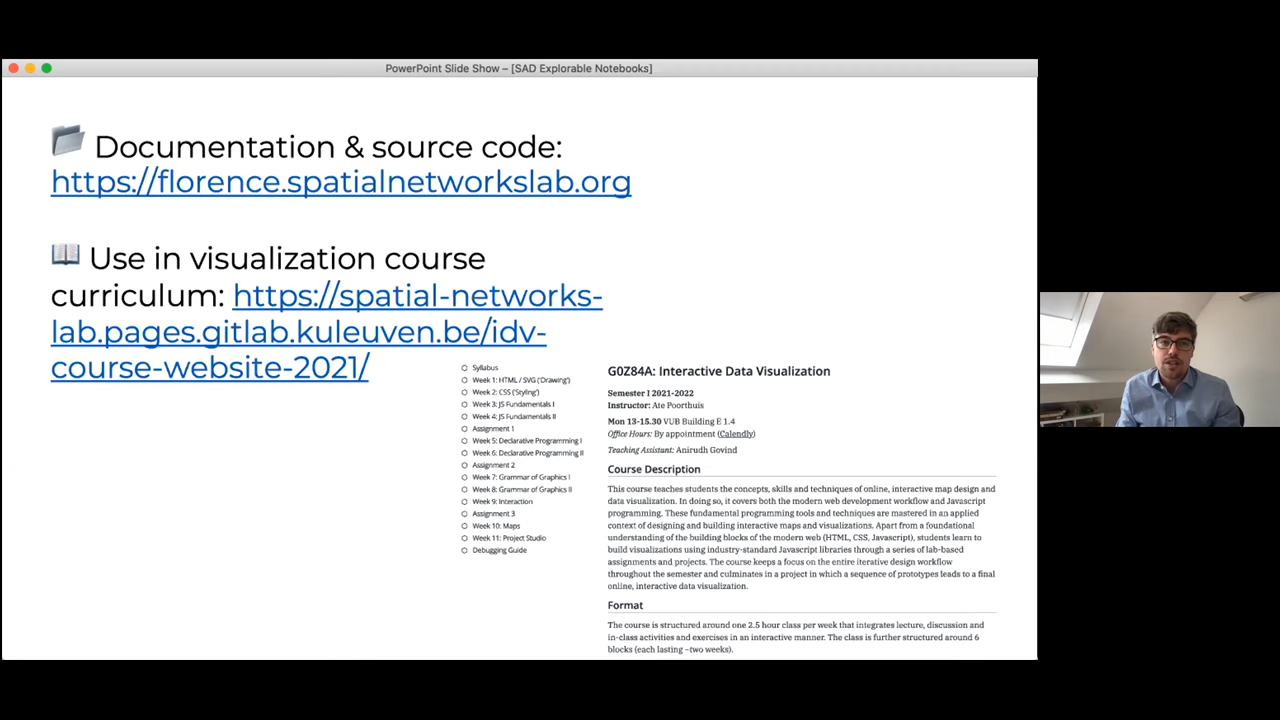 PowerPoint Slide Show – [SAD Explorable Notebooks]
Documentation & source code:
https://florence.spatialnetworkslab.org
Use in visualization course
curriculum: https://spatial-networks-
lab.pages.gitlab.kuleuven.be/idv-
course-website-2021/
Syllabus
Week 1: HTML / SVG ('Drawing')
Week 2: CSS ('Styling')
Week 3: JS Fundamentals I
Week 4: JS Fundamentals II
Assignment 1
Week 5: Declarative Programming I
Week 6: Declarative Programming II
Assignment 2
Week 7: Grammar of Graphics I
Week 8: Grammar of Graphics II
Week 9: Interaction
Assignment 3
Week 10: Maps
Week 11: Project Studio
Debugging Guide
G0Z84A: Interactive Data Visualization
Semester I 2021-2022
Instructor: Ate Poorthuis
Mon 13-15.30 VUB Building E 1.4
Office Hours: By appointment (Calendly)
Teaching Assistant: Anirudh Govind
Course Description
This course teaches students the concepts, skills and techniques of online, interactive map design and
data visualization. In doing so, it covers both the modern web development workflow and Javascript
programming. These fundamental programming tools and techniques are mastered in an applied
context of designing and building interactive maps and visualizations. Apart from a foundational
understanding of the building blocks of the modern web (HTML, CSS, Javascript), students learn to
build visualizations using industry-standard Javascript libraries through a series of lab-based
assignments and projects. The course keeps a focus on the entire iterative design workflow
throughout the semester and culminates in a project in which a sequence of prototypes leads to a final
online, interactive data visualization.
Format
The course is structured around one 2.5 hour class per week that integrates lecture, discussion and
in-class activities and exercises in an interactive manner. The class is further structured around 6
blocks (each lasting ~two weeks).